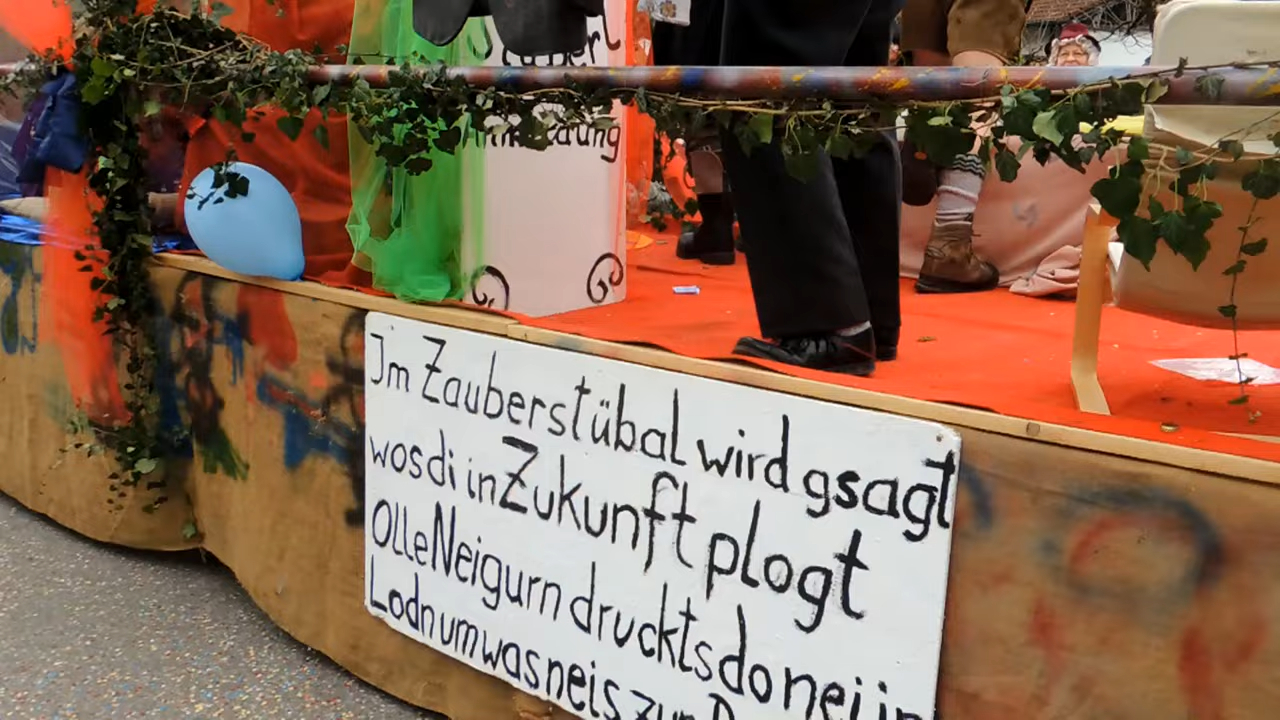 Im Zauberstübal wird gsagt
wos di in Zukunft plogt
Olle Neigurn druckts do nei in
Lodn um was neis zur